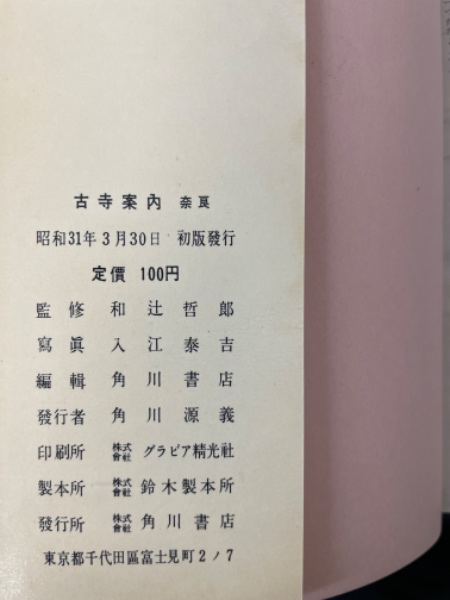 古寺案內 奈良
昭和31年3月30日 初版發行
定價 100円
監修 和辻哲郎
寫眞 入江泰吉
編輯 角川書店
發行者 角川源義
印刷所 株式會社 グラビア精光社
製本所 株式會社 鈴木製本所
發行所 株式會社 角川書店
東京都千代田區富士見町2ノ7